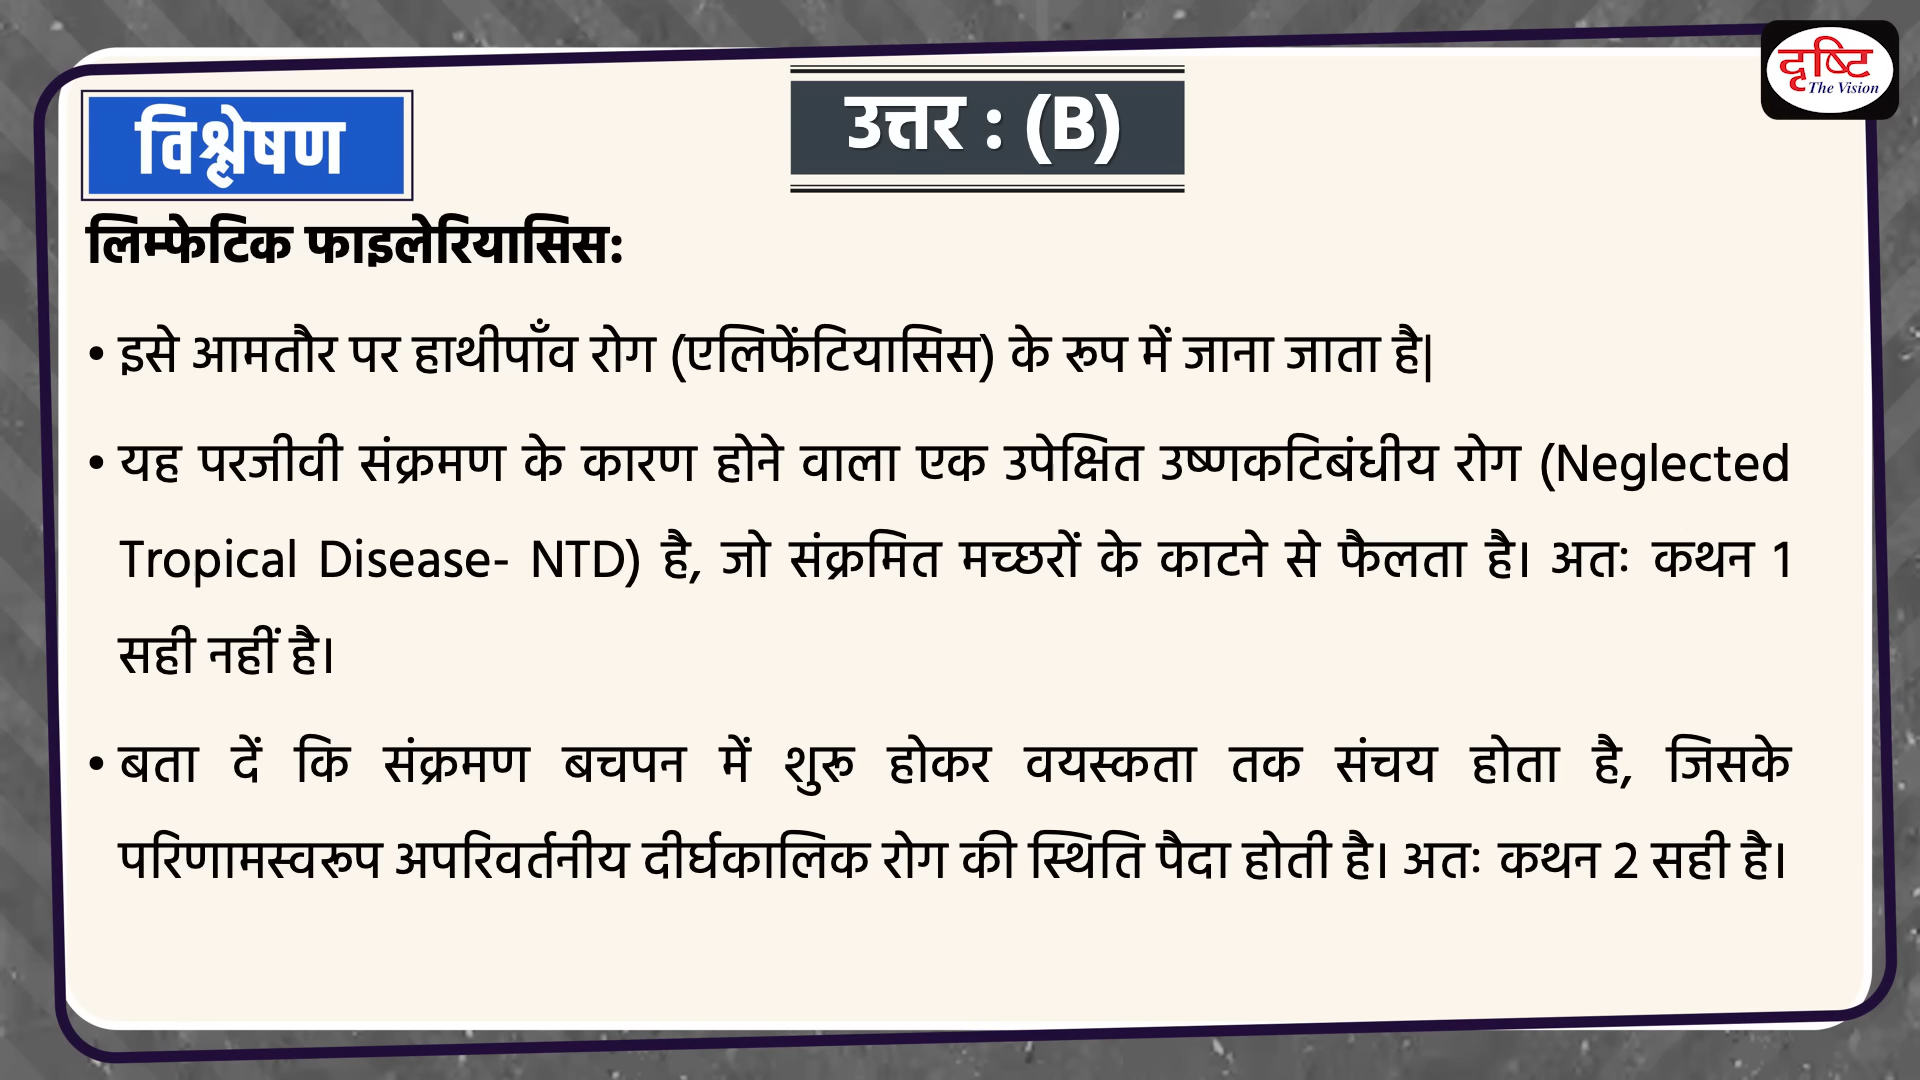 दृष्टि
The Vision
विश्लेषण
उत्तर : (B)
लिम्फेटिक फाइलेरियासिस:
• इसे आमतौर पर हाथीपाँव रोग (एलिफेंटियासिस) के रूप में जाना जाता है|
• यह परजीवी संक्रमण के कारण होने वाला एक उपेक्षित उष्णकटिबंधीय रोग (Neglected
Tropical Disease- NTD) है, जो संक्रमित मच्छरों के काटने से फैलता है। अतः कथन 1
सही नहीं है।
• बता दें कि संक्रमण बचपन में शुरू होकर वयस्कता तक संचय होता है, जिसके
परिणामस्वरूप अपरिवर्तनीय दीर्घकालिक रोग की स्थिति पैदा होती है। अतः कथन 2 सही है।